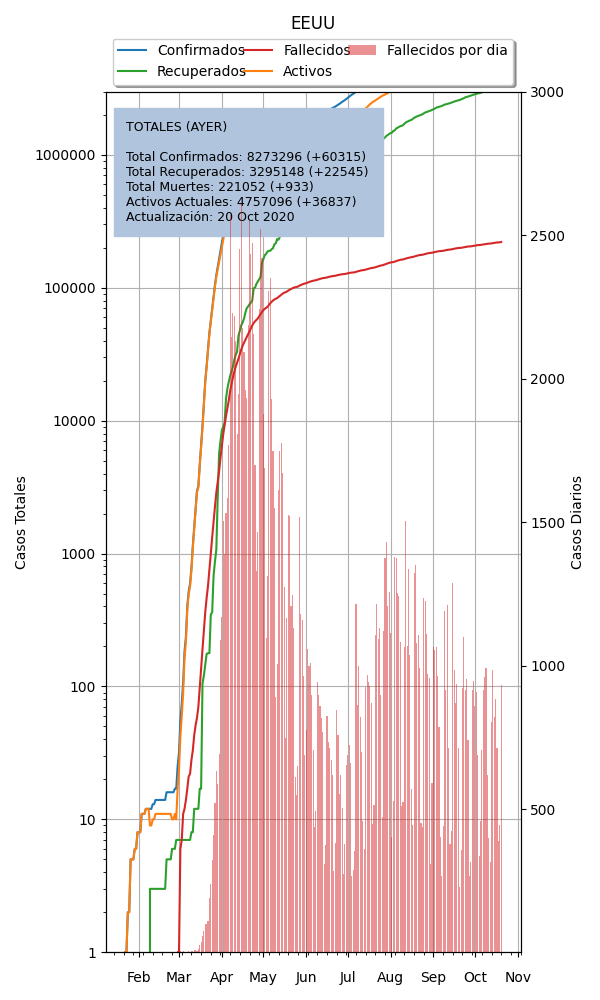 EEUU
Confirmados Fallecidos Fallecidos por dia
Recuperados Activos
TOTALES (AYER)
Total Confirmados: 8273296 (+60315)
Total Recuperados: 3295148 (+22545)
Total Muertes: 221052 (+933)
Activos Actuales: 4757096 (+36837)
Actualización: 20 Oct 2020
Casos Totales
1000000
100000
10000
1000
100
10
1
Casos Diarios
3000
2500
2000
1500
1000
500
Feb Mar Apr May Jun Jul Aug Sep Oct Nov